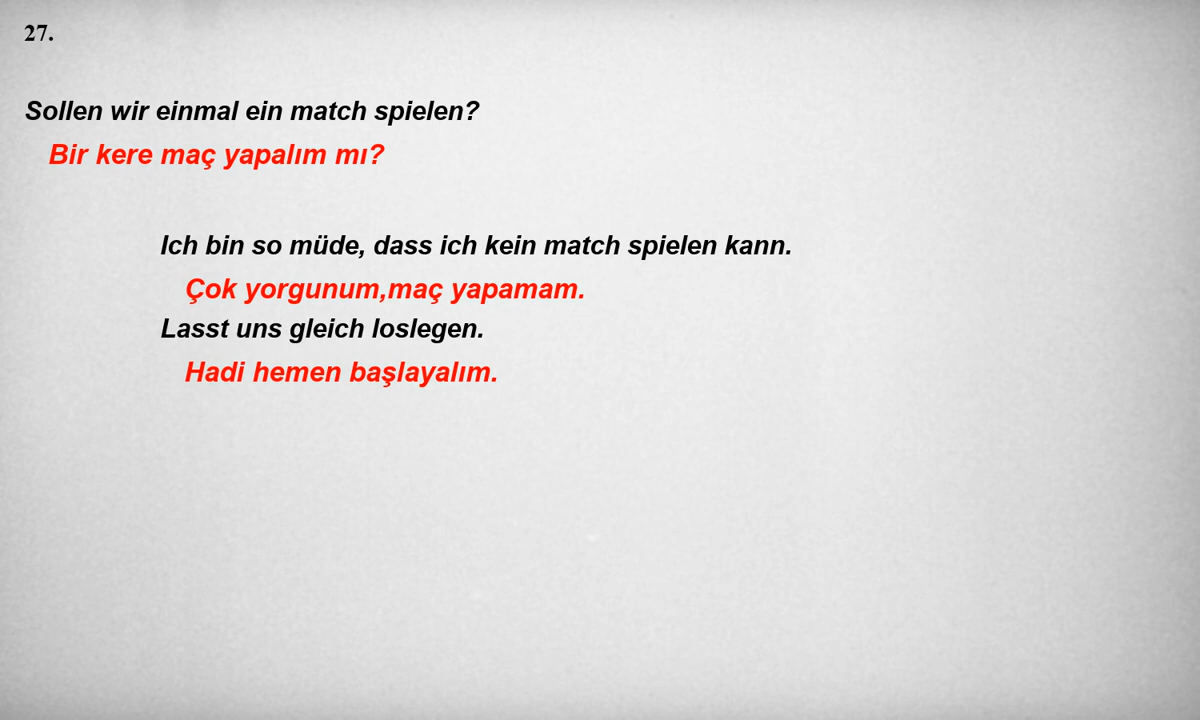 27.
Sollen wir einmal ein match spielen?
Bir kere maç yapalım mı?
Ich bin so müde, dass ich kein match spielen kann.
Çok yorgunum,maç yapamam.
Lasst uns gleich loslegen.
Hadi hemen başlayalım.